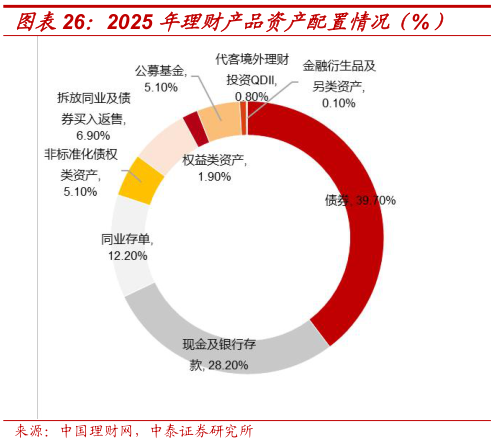 图表 26：2025 年理财产品资产配置情况（%）
代客境外理财
投资QDII,
0.80%
金融衍生品及
另类资产,
0.10%
公募基金,
5.10%
拆放同业及债
券买入返售,
6.90%
权益类资产,
1.90%
非标准化债权
类资产,
5.10%
债券, 39.70%
同业存单,
12.20%
现金及银行存
款, 28.20%
来源：中国理财网，中泰证券研究所